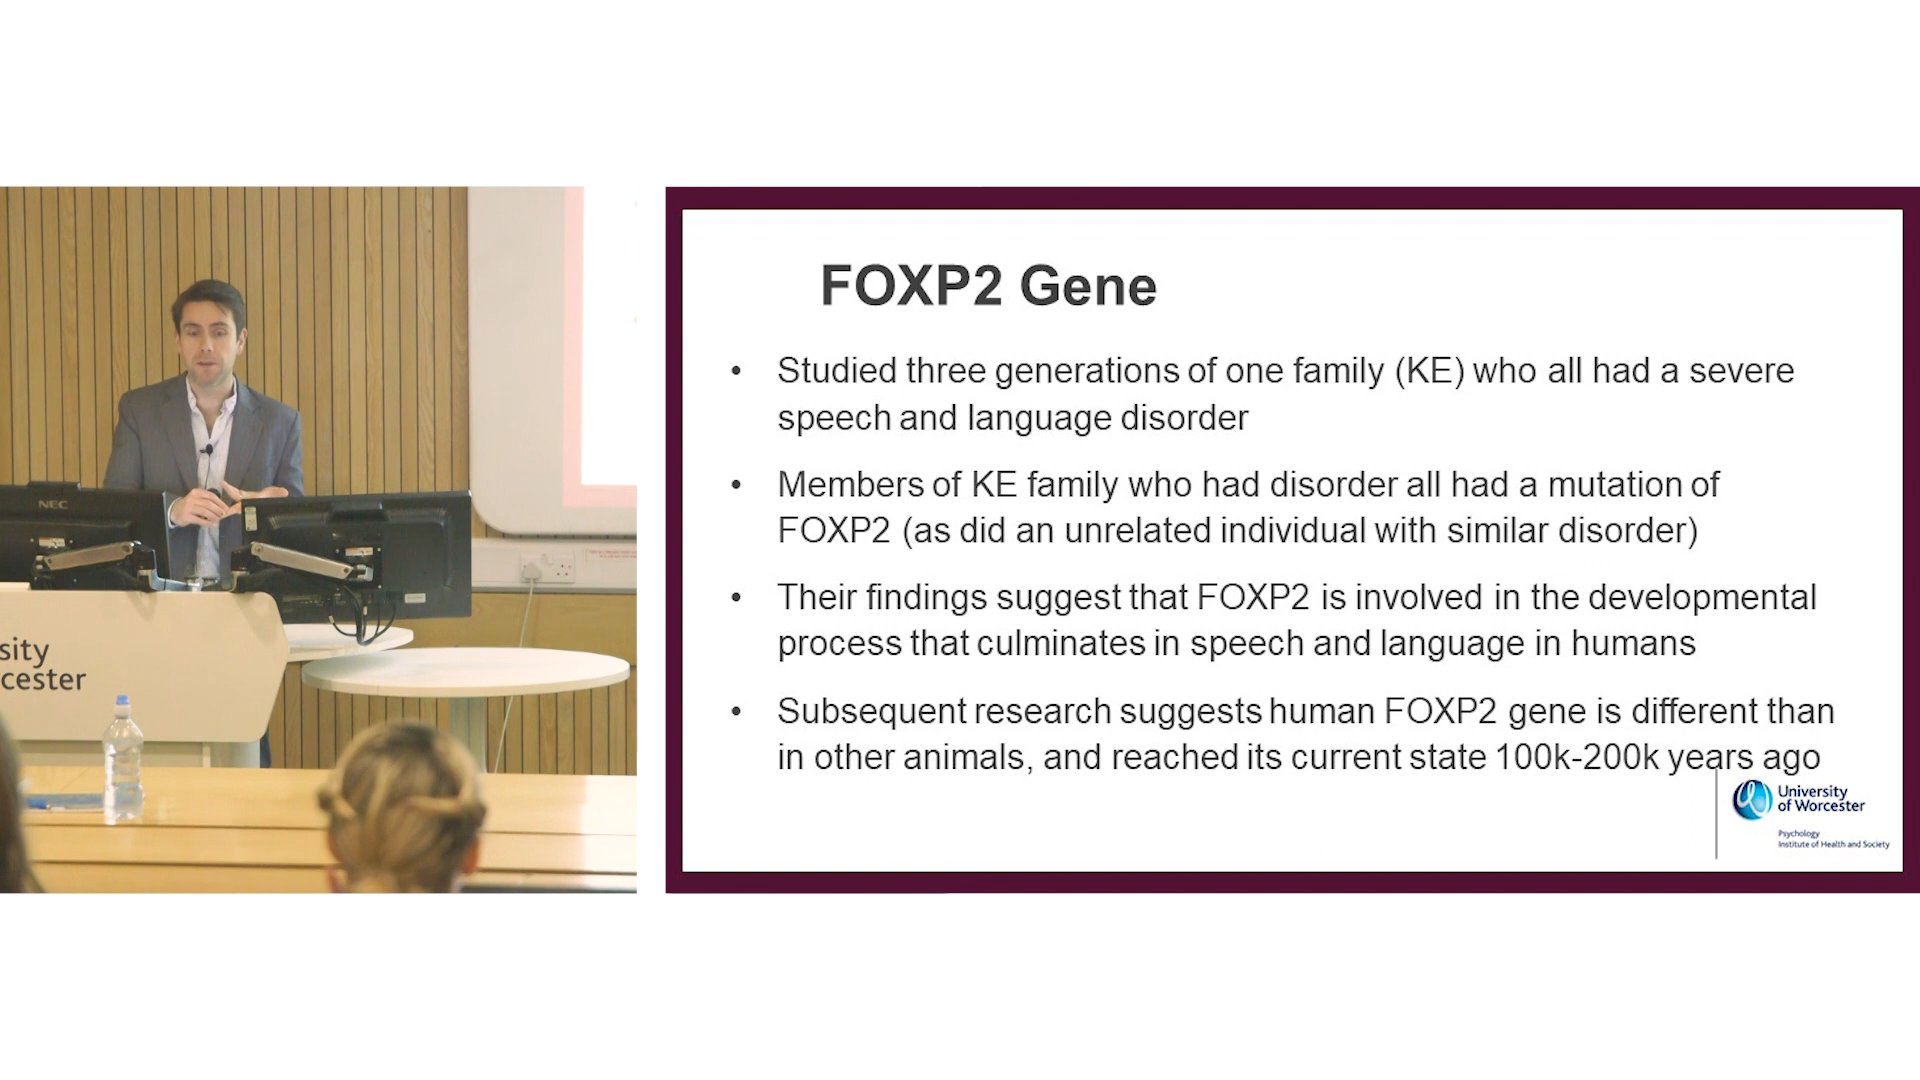 NEC
sity
cester
FOXP2 Gene
• Studied three generations of one family (KE) who all had a severe
speech and language disorder
• Members of KE family who had disorder all had a mutation of
FOXP2 (as did an unrelated individual with similar disorder)
• Their findings suggest that FOXP2 is involved in the developmental
process that culminates in speech and language in humans
• Subsequent research suggests human FOXP2 gene is different than
in other animals, and reached its current state 100k-200k years ago
University
of Worcester
Psychology
Institute of Health and Society